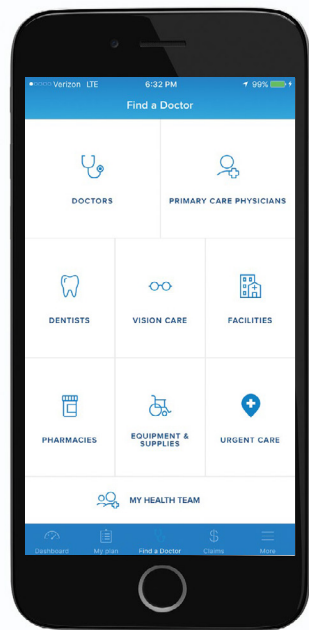 Verizon LTE 6:32 PM 99%
Find a Doctor
DOCTORS PRIMARY CARE PHYSICIANS
DENTISTS VISION CARE FACILITIES
PHARMACIES EQUIPMENT & SUPPLIES URGENT CARE
MY HEALTH TEAM
Dashboard My plan Find a Doctor Claims More